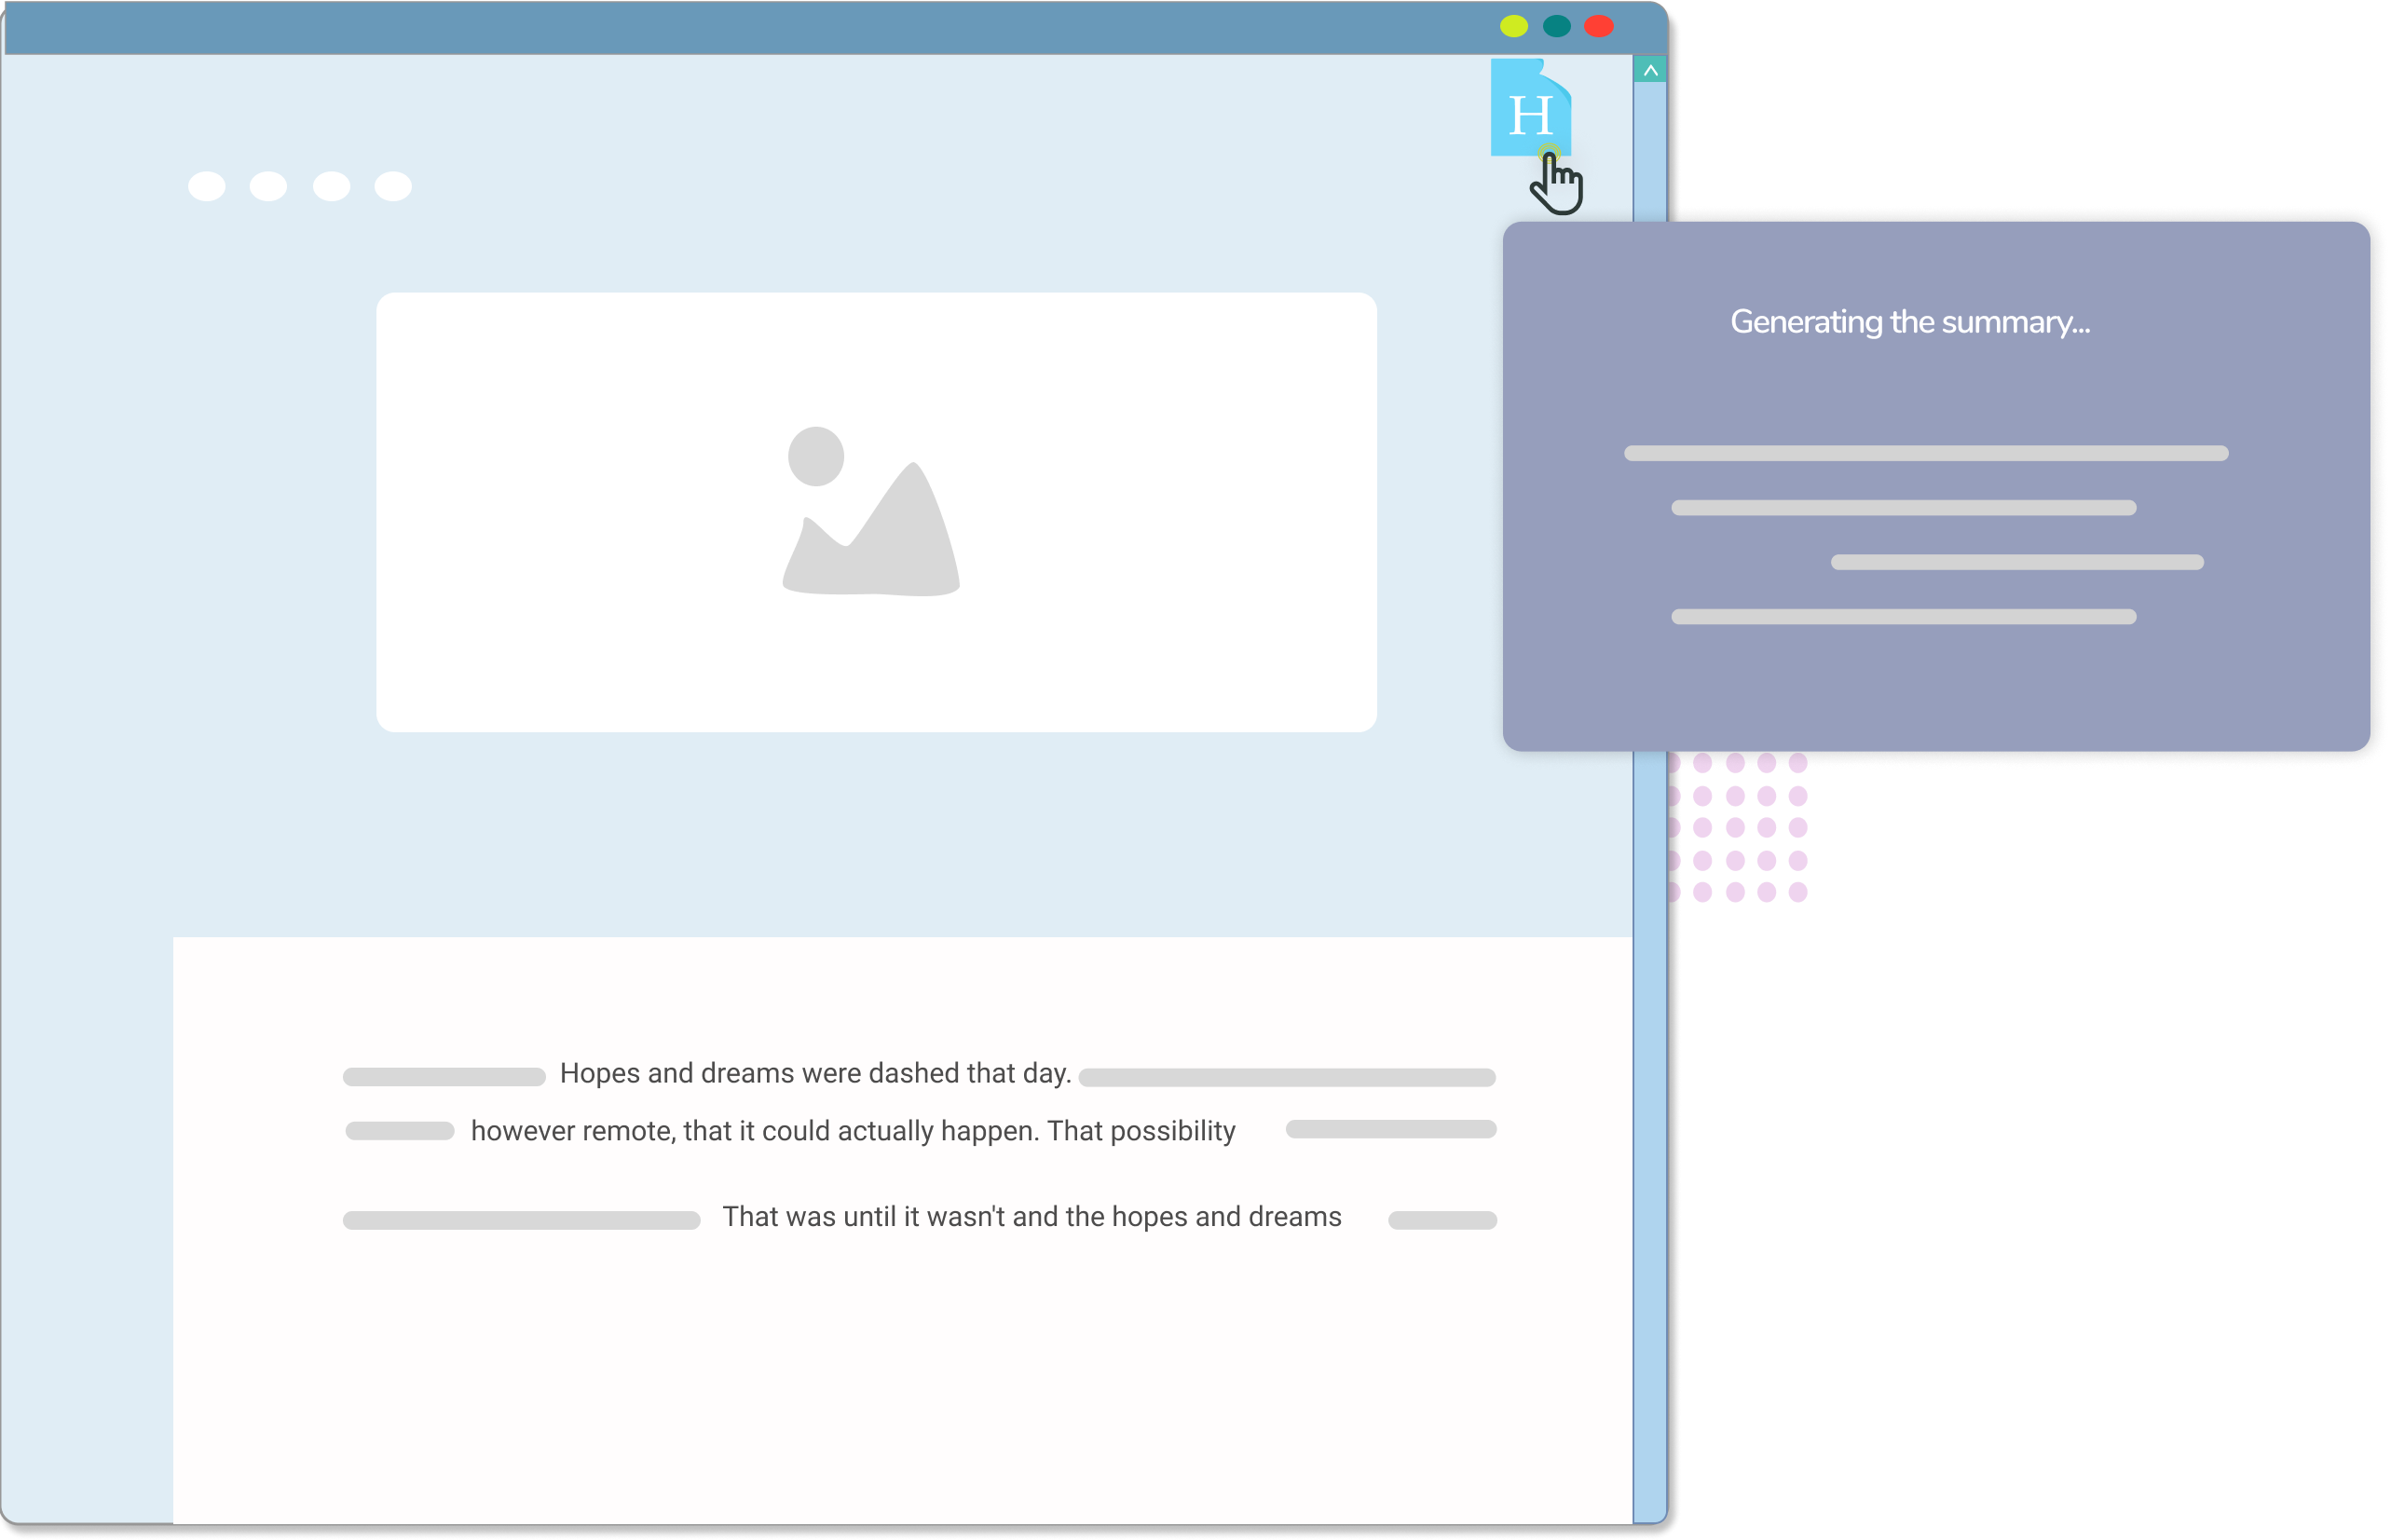 H
Generating the summary...
Hopes and dreams were dashed that day.
however remote, that it could actually happen. That possibility
That was until it wasn't and the hopes and dreams